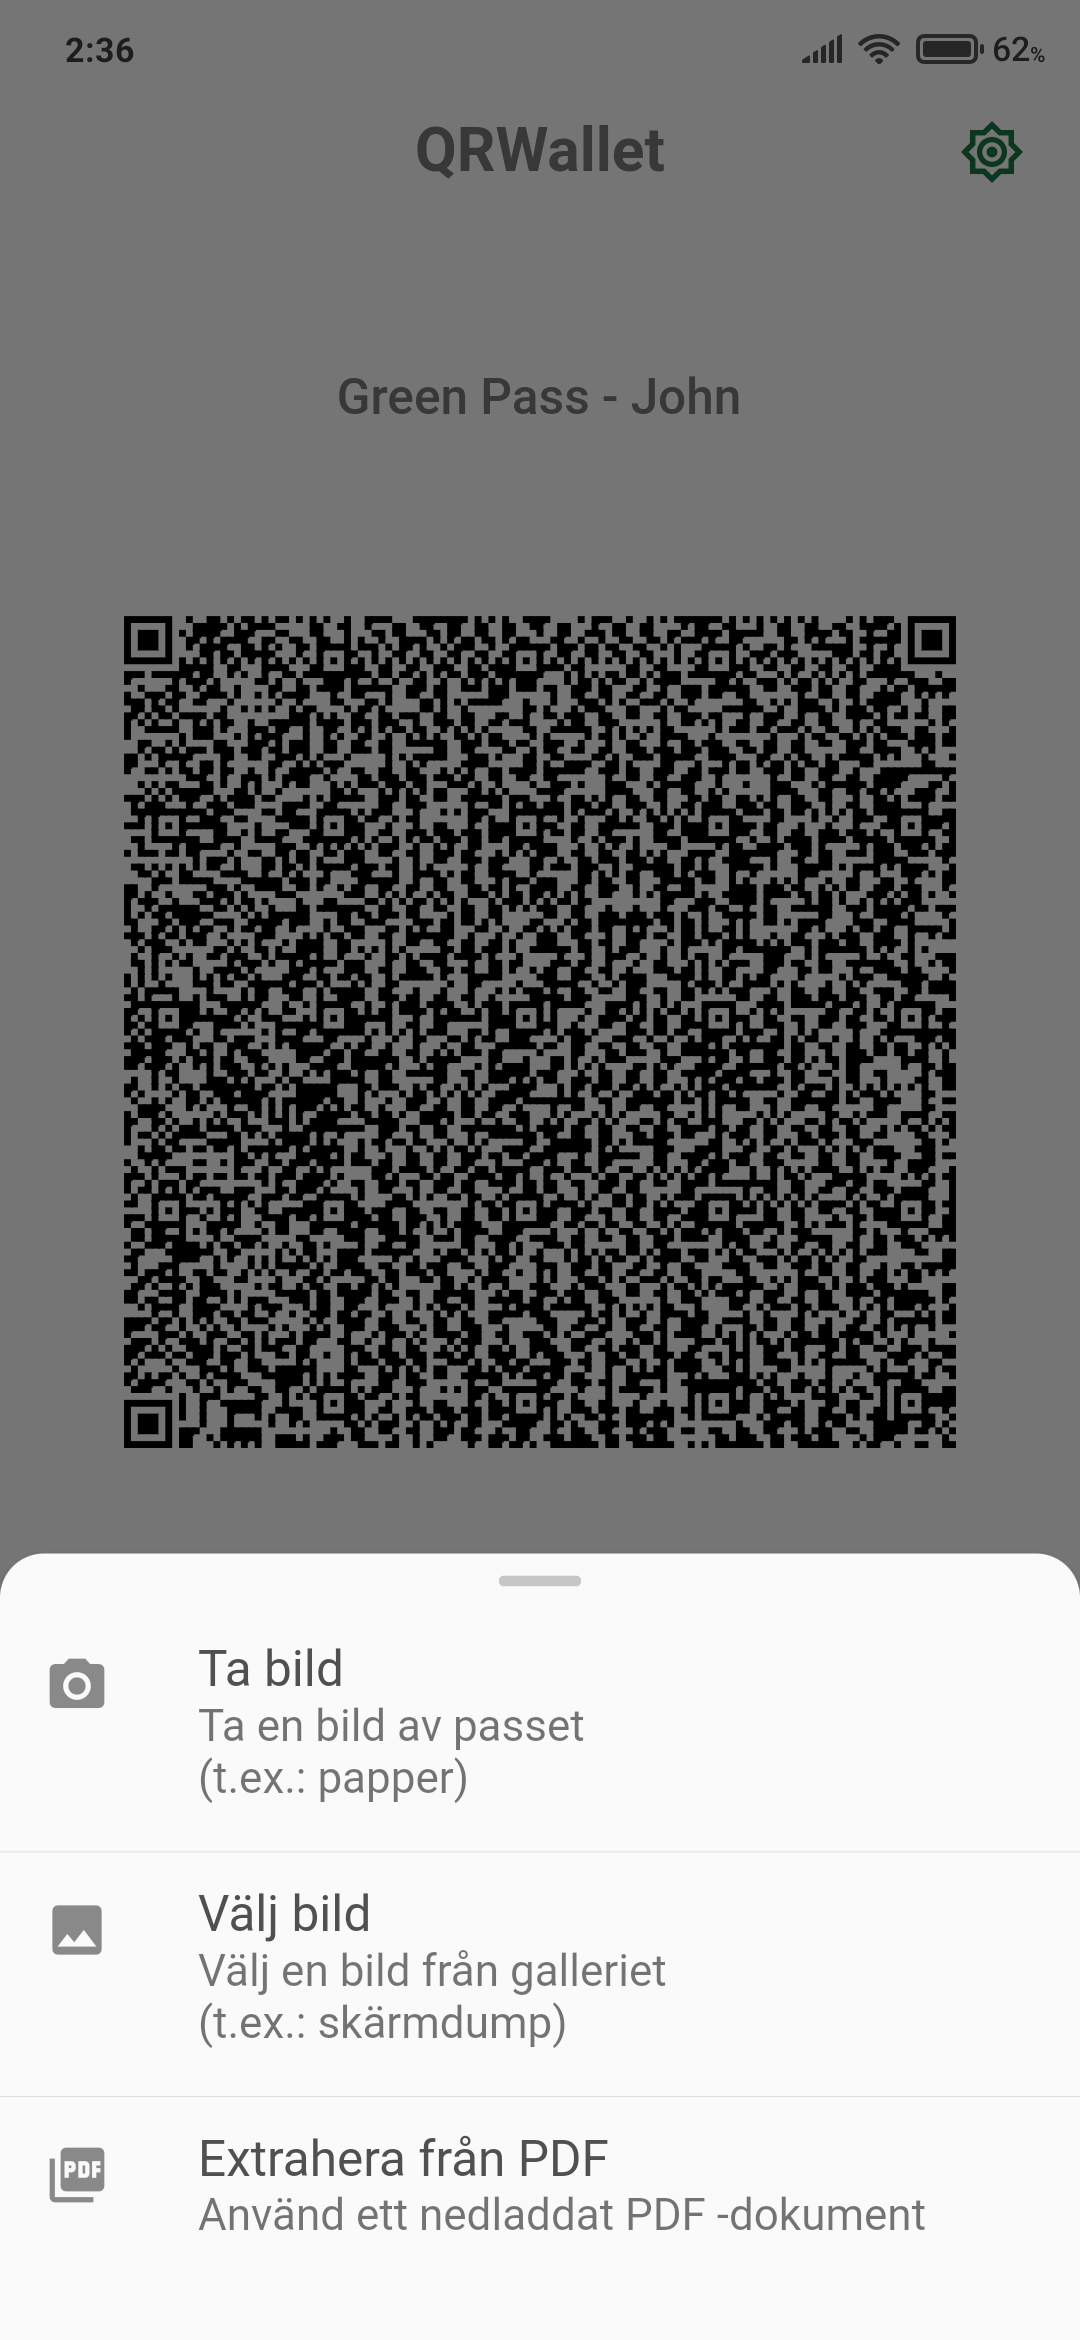 2:36
62%
QRWallet
Green Pass - John
Ta bild
Ta en bild av passet
(t.ex.: papper)
Välj bild
Välj en bild från galleriet
(t.ex.: skärmdump)
PDF
Extrahera från PDF
Använd ett nedladdat PDF -dokument